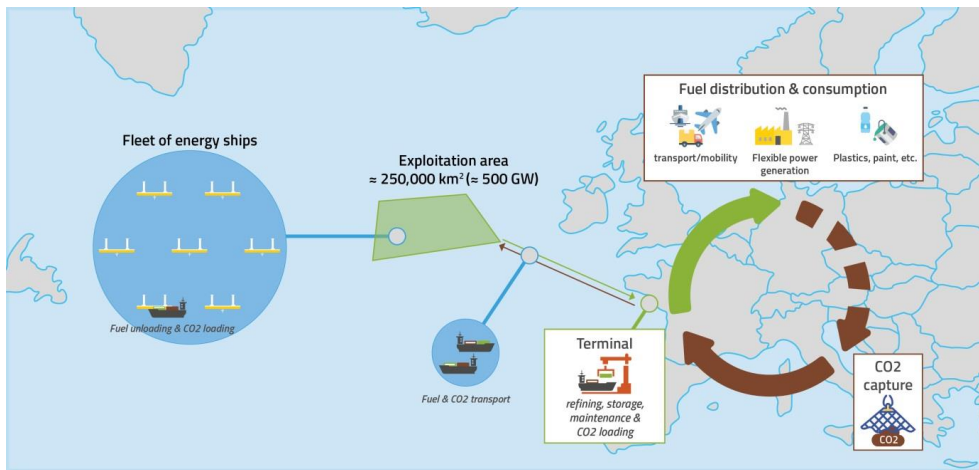 Fleet of energy ships
Fuel unloading & CO2 loading
Exploitation area
≈ 250,000 km² (≈ 500 GW)
Fuel & CO2 transport
Terminal
refining, storage,
maintenance &
CO2 loading
Fuel distribution & consumption
transport/mobility
Flexible power
generation
Plastics, paint, etc.
CO2
capture
CO2